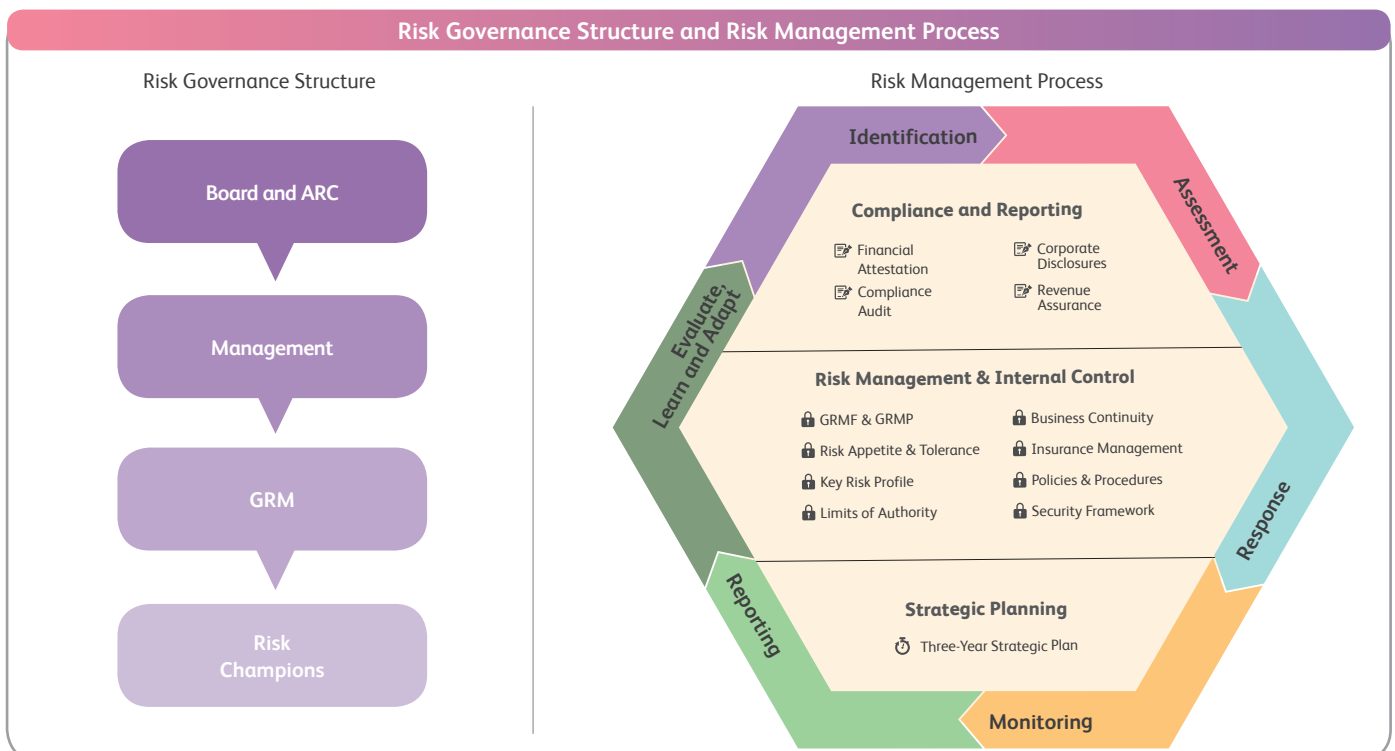 Risk Governance Structure and Risk Management Process
Risk Governance Structure
Board and ARC
Management
GRM
Risk
Champions
Risk Management Process
Identification
Assessment
Response
Monitoring
Reporting
Evaluate,
Learn and Adapt
Compliance and Reporting
Financial
Attestation
Compliance
Audit
Corporate
Disclosures
Revenue
Assurance
Risk Management & Internal Control
GRMF & GRMP
Risk Appetite & Tolerance
Key Risk Profile
Limits of Authority
Business Continuity
Insurance Management
Policies & Procedures
Security Framework
Strategic Planning
Three-Year Strategic Plan